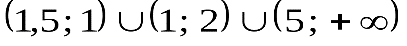 (1,5; 1) ∪ (1; 2) ∪ (5; + ∞)